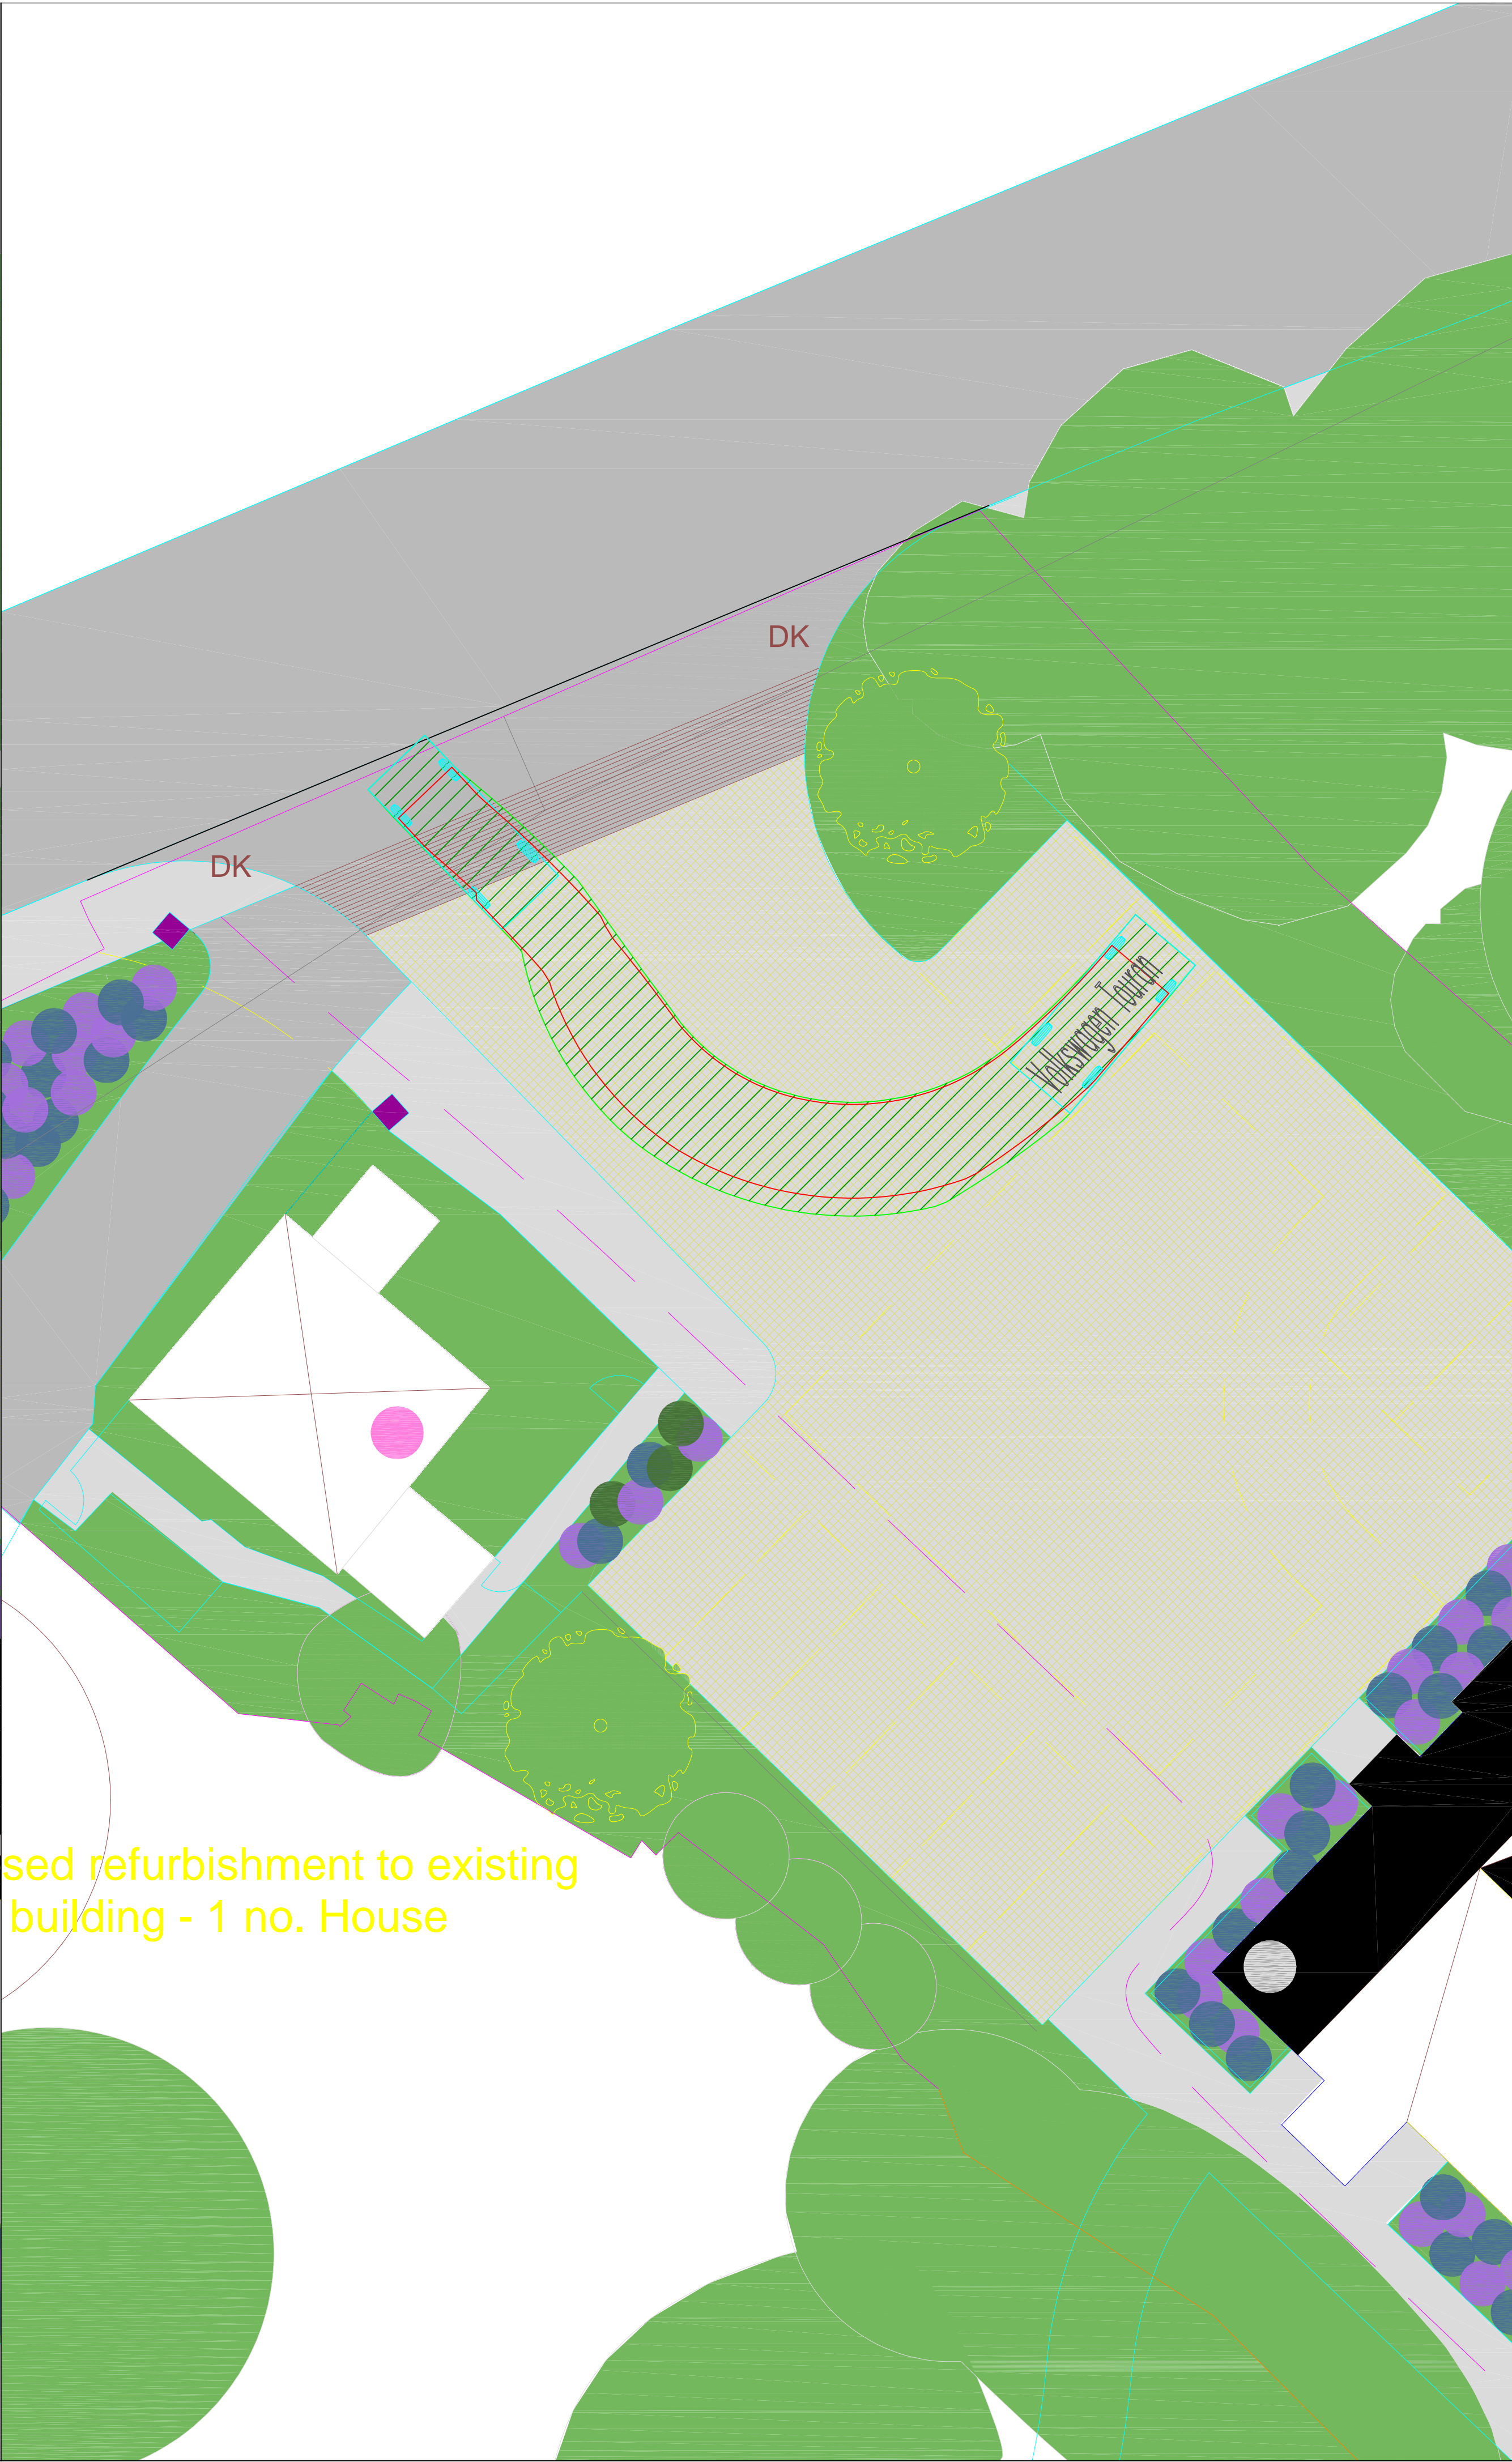 DK
DK
Volkswagen Touran
sed refurbishment to existing
building - 1 no. House